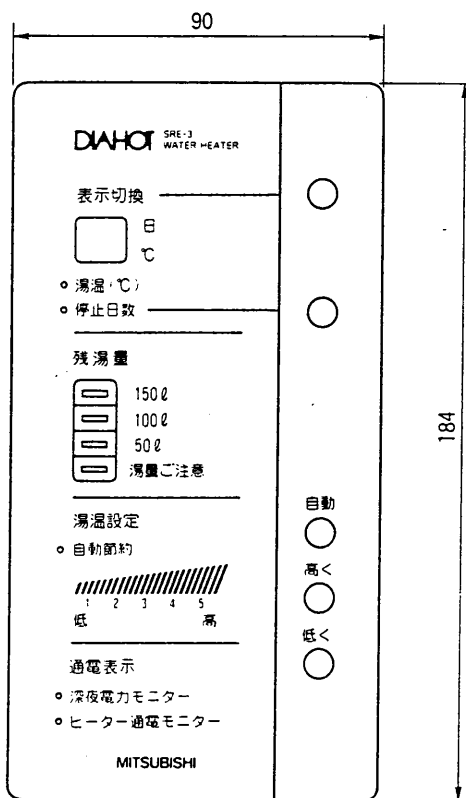 90
DIAHOT SRE-3
WATER HEATER
表示切換
日
℃
湯温(℃)
停止日数
残湯量
150ℓ
100ℓ
50ℓ
湯量ご注意
184
湯温設定
自動
自動節約
高く
1 2 3 4 5
低 高
低く
通電表示
深夜電力モニター
ヒーター通電モニター
MITSUBISHI